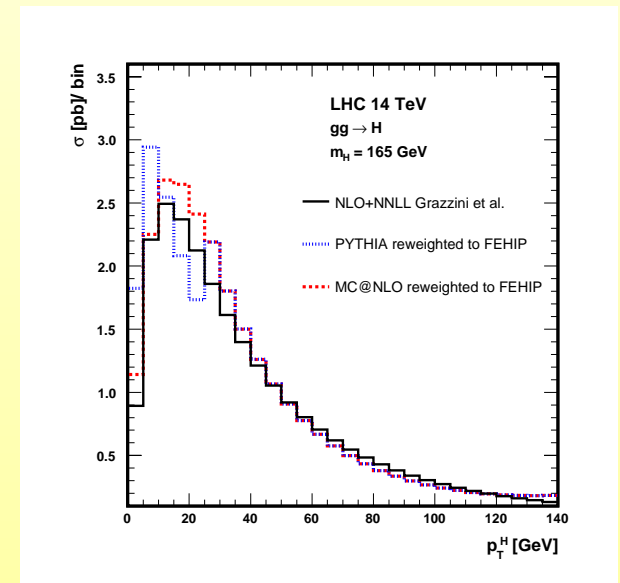 σ [pb]/ bin
3.5
3.0
2.5
2.0
1.5
1.0
0.5
LHC 14 TeV
gg → H
m_H = 165 GeV
NLO+NNLL Grazzini et al.
PYTHIA reweighted to FEHIP
MC@NLO reweighted to FEHIP
0 20 40 60 80 100 120 140
p_T^H [GeV]